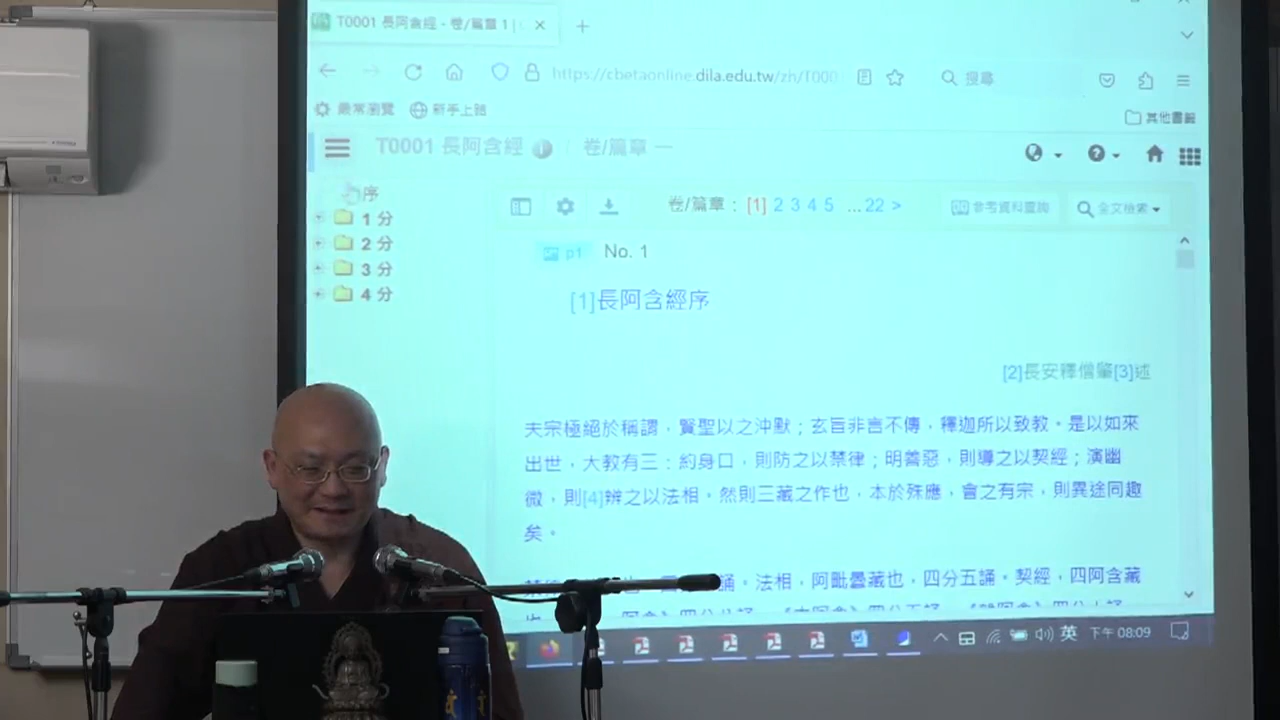 T0001 長阿含經 - 卷/篇章 1 |
https://cbetaonline.dila.edu.tw/zh/T000
搜尋
最常瀏覽 新手上路
其他書籤
T0001 長阿含經 卷/篇章 一
序
1 分
2 分
3 分
4 分
卷/篇章： [1] 2 3 4 5 ...22 >
參考資料查詢
全文檢索
p1 No. 1
[1]長阿含經序
[2]長安釋僧肇[3]述
夫宗極絕於稱謂，賢聖以之沖默；玄旨非言不傳，釋迦所以致教。是以如來
出世，大教有三：約身口，則防之以禁律；明善惡，則導之以契經；演幽
微，則[4]辨之以法相。然則三藏之作也，本於殊應，會之有宗，則異途同趣
矣。
誦。法相，阿毗曇藏也，四分五誦。契經，四阿含藏
英 下午 08:09